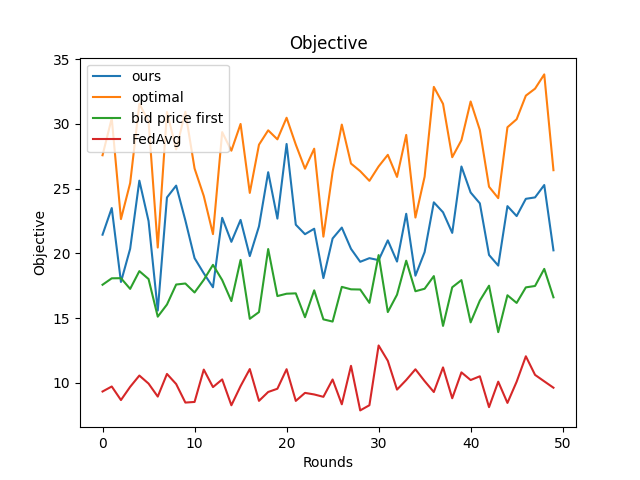 Objective
35
30
25
20
15
10
Objective
ours
optimal
bid price first
FedAvg
0 10 20 30 40 50
Rounds